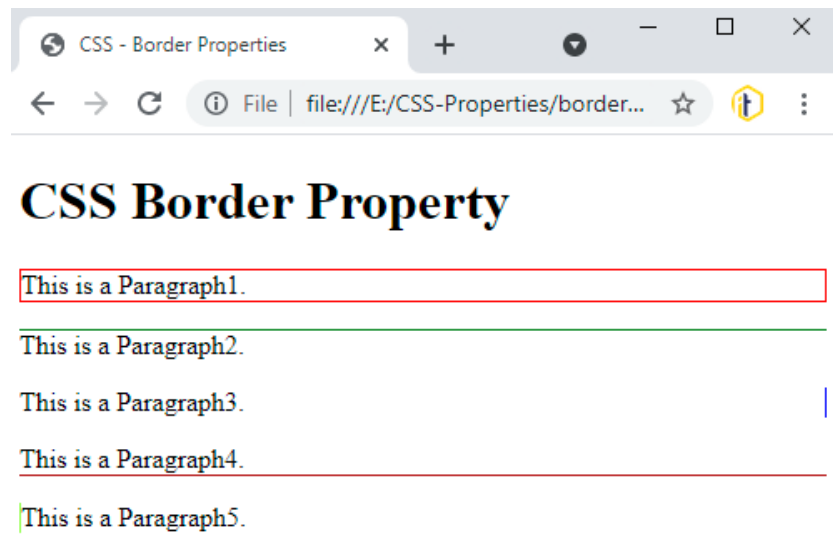 CSS - Border Properties
File | file:///E:/CSS-Properties/border...
CSS Border Property
This is a Paragraph1.
This is a Paragraph2.
This is a Paragraph3.
This is a Paragraph4.
This is a Paragraph5.